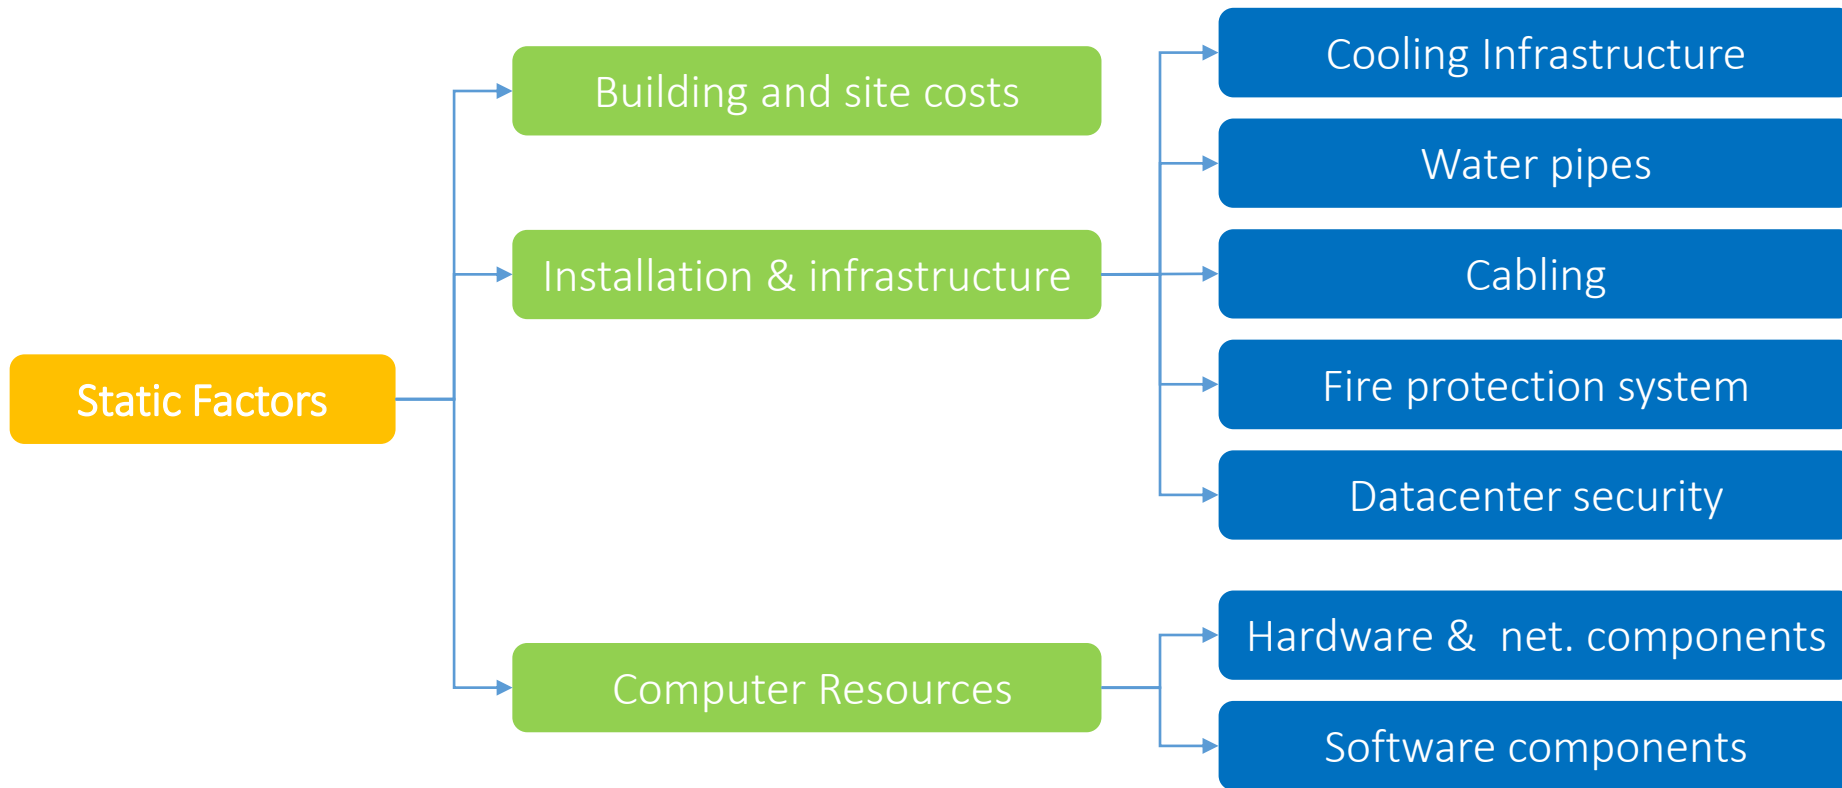 Static Factors
Building and site costs
Installation & infrastructure
Computer Resources
Cooling Infrastructure
Water pipes
Cabling
Fire protection system
Datacenter security
Hardware &  net. components
Software components